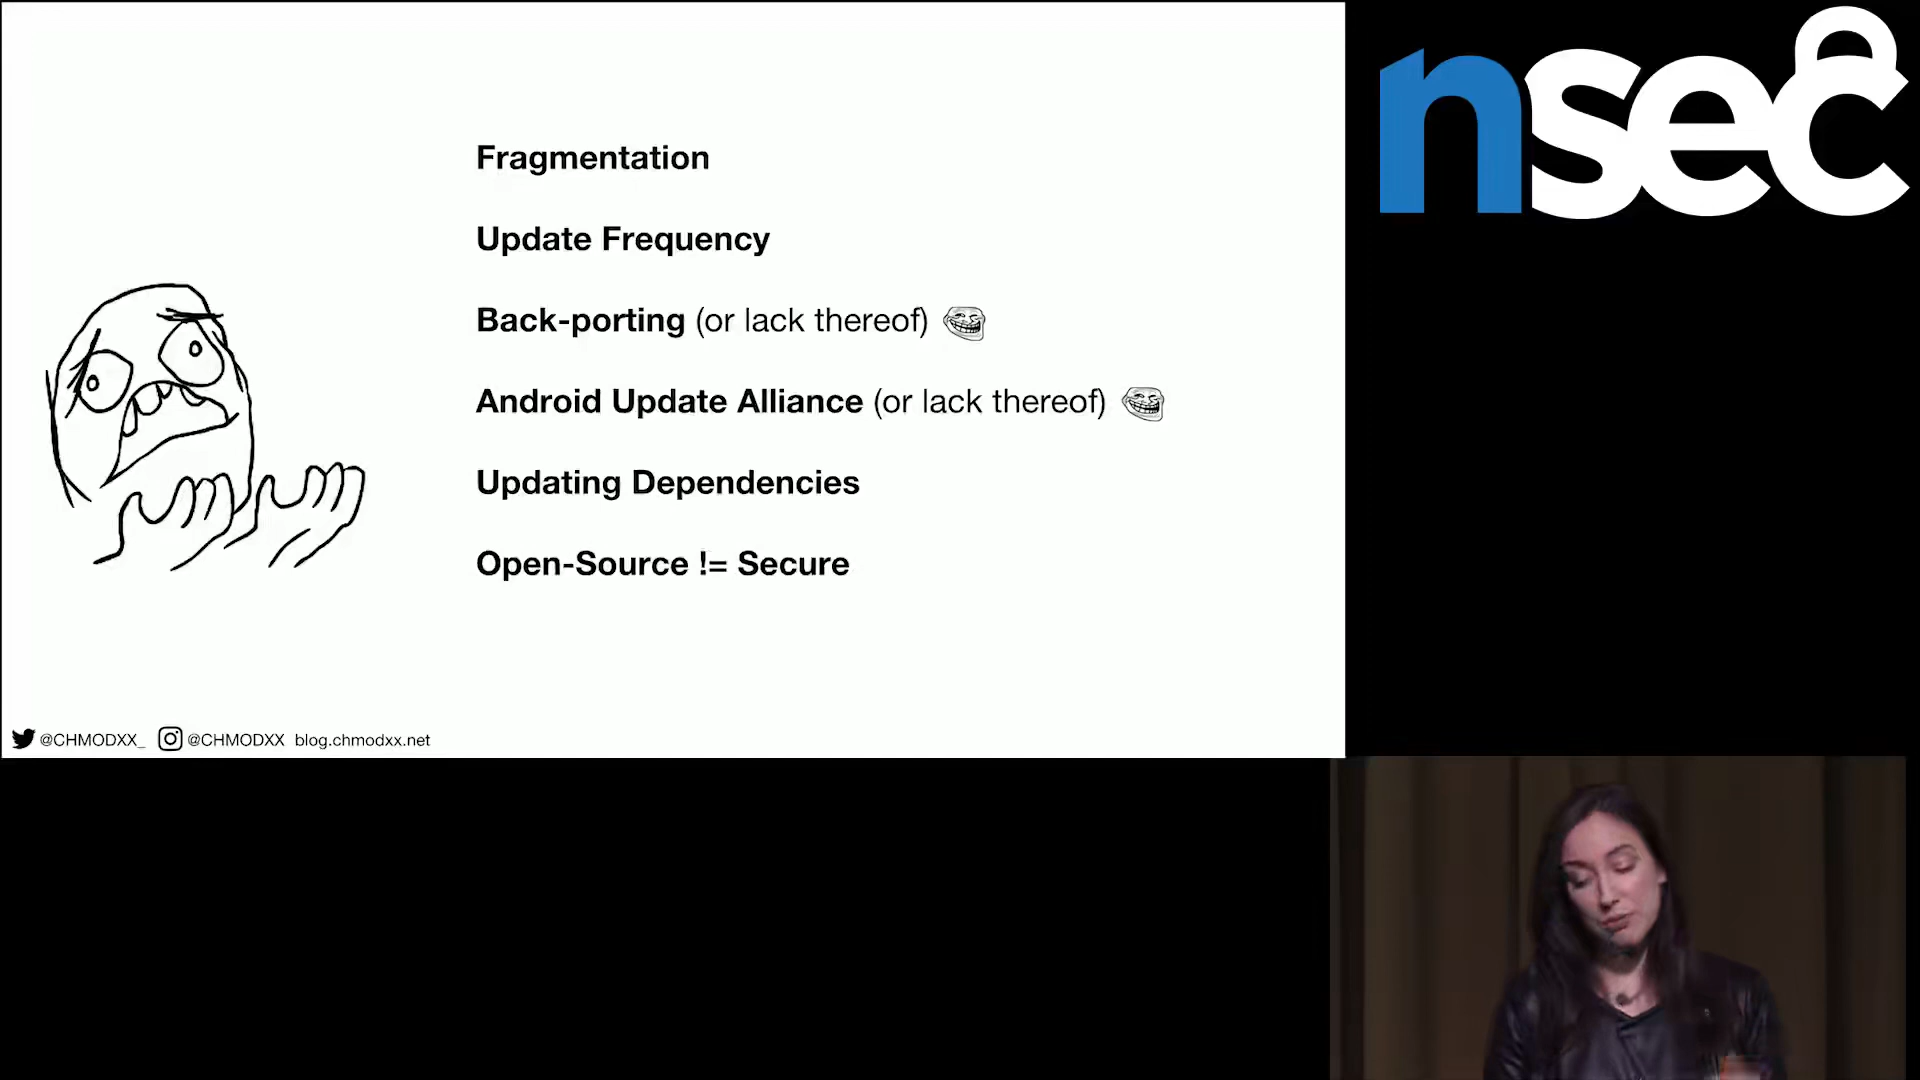 Fragmentation
Update Frequency
Back-porting (or lack thereof)
Android Update Alliance (or lack thereof)
Updating Dependencies
Open-Source != Secure
@CHMODXX_ @CHMODXX blog.chmodxx.net
nsec